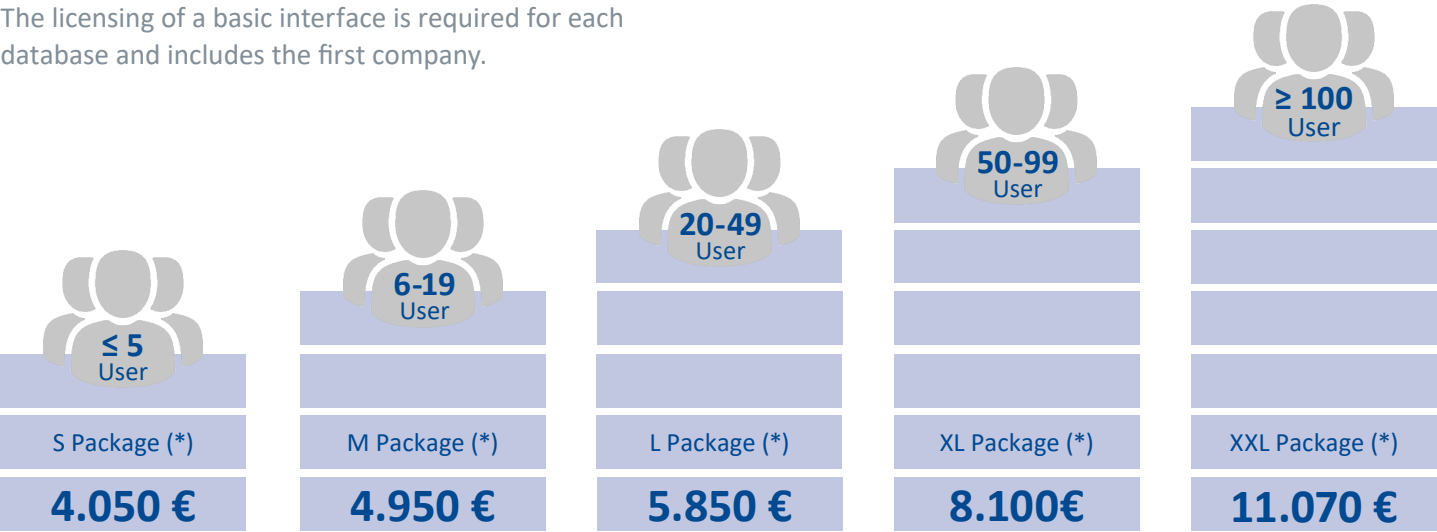 The licensing of a basic interface is required for each
database and includes the first company.
≤ 5
User
S Package (*)
4.050 €
6-19
User
M Package (*)
4.950 €
20-49
User
L Package (*)
5.850 €
50-99
User
XL Package (*)
8.100€
≥ 100
User
XXL Package (*)
11.070 €